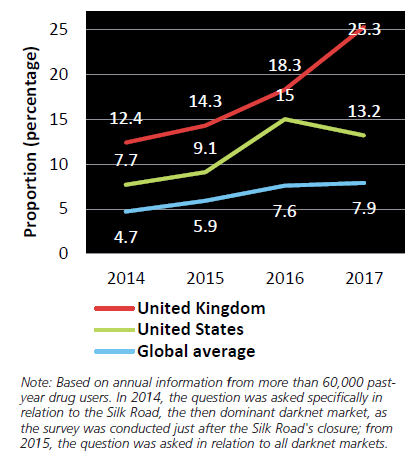 25
25.3
20
18.3
15
15
14.3
13.2
12.4
10
9.1
7.7
7.6
7.9
5
5.9
4.7
0
Proportion (percentage)
2014 2015 2016 2017
United Kingdom
United States
Global average
Note: Based on annual information from more than 60,000 past-
year drug users. In 2014, the question was asked specifically in
relation to the Silk Road, the then dominant darknet market, as
the survey was conducted just after the Silk Road's closure; from
2015, the question was asked in relation to all darknet markets.